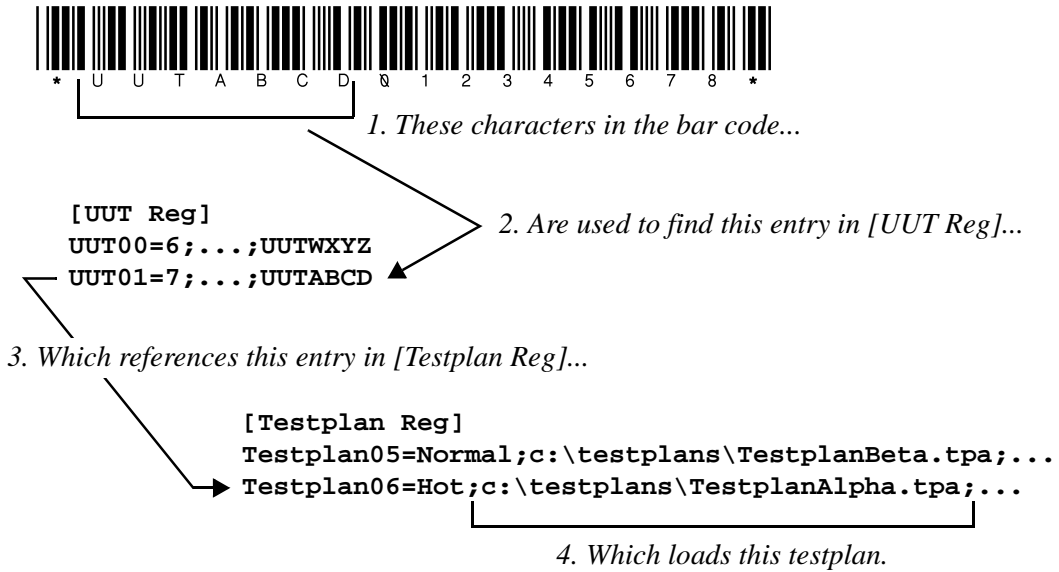 * U U T A B C D 0 1 2 3 4 5 6 7 8 *
1. These characters in the bar code...
[UUT Reg]
2. Are used to find this entry in [UUT Reg]...
UUT00=6;...;UUTWXYZ
UUT01=7;...;UUTABCD
3. Which references this entry in [Testplan Reg]...
[Testplan Reg]
Testplan05=Normal;c:\testplans\TestplanBeta.tpa;...
Testplan06=Hot;c:\testplans\TestplanAlpha.tpa;...
4. Which loads this testplan.